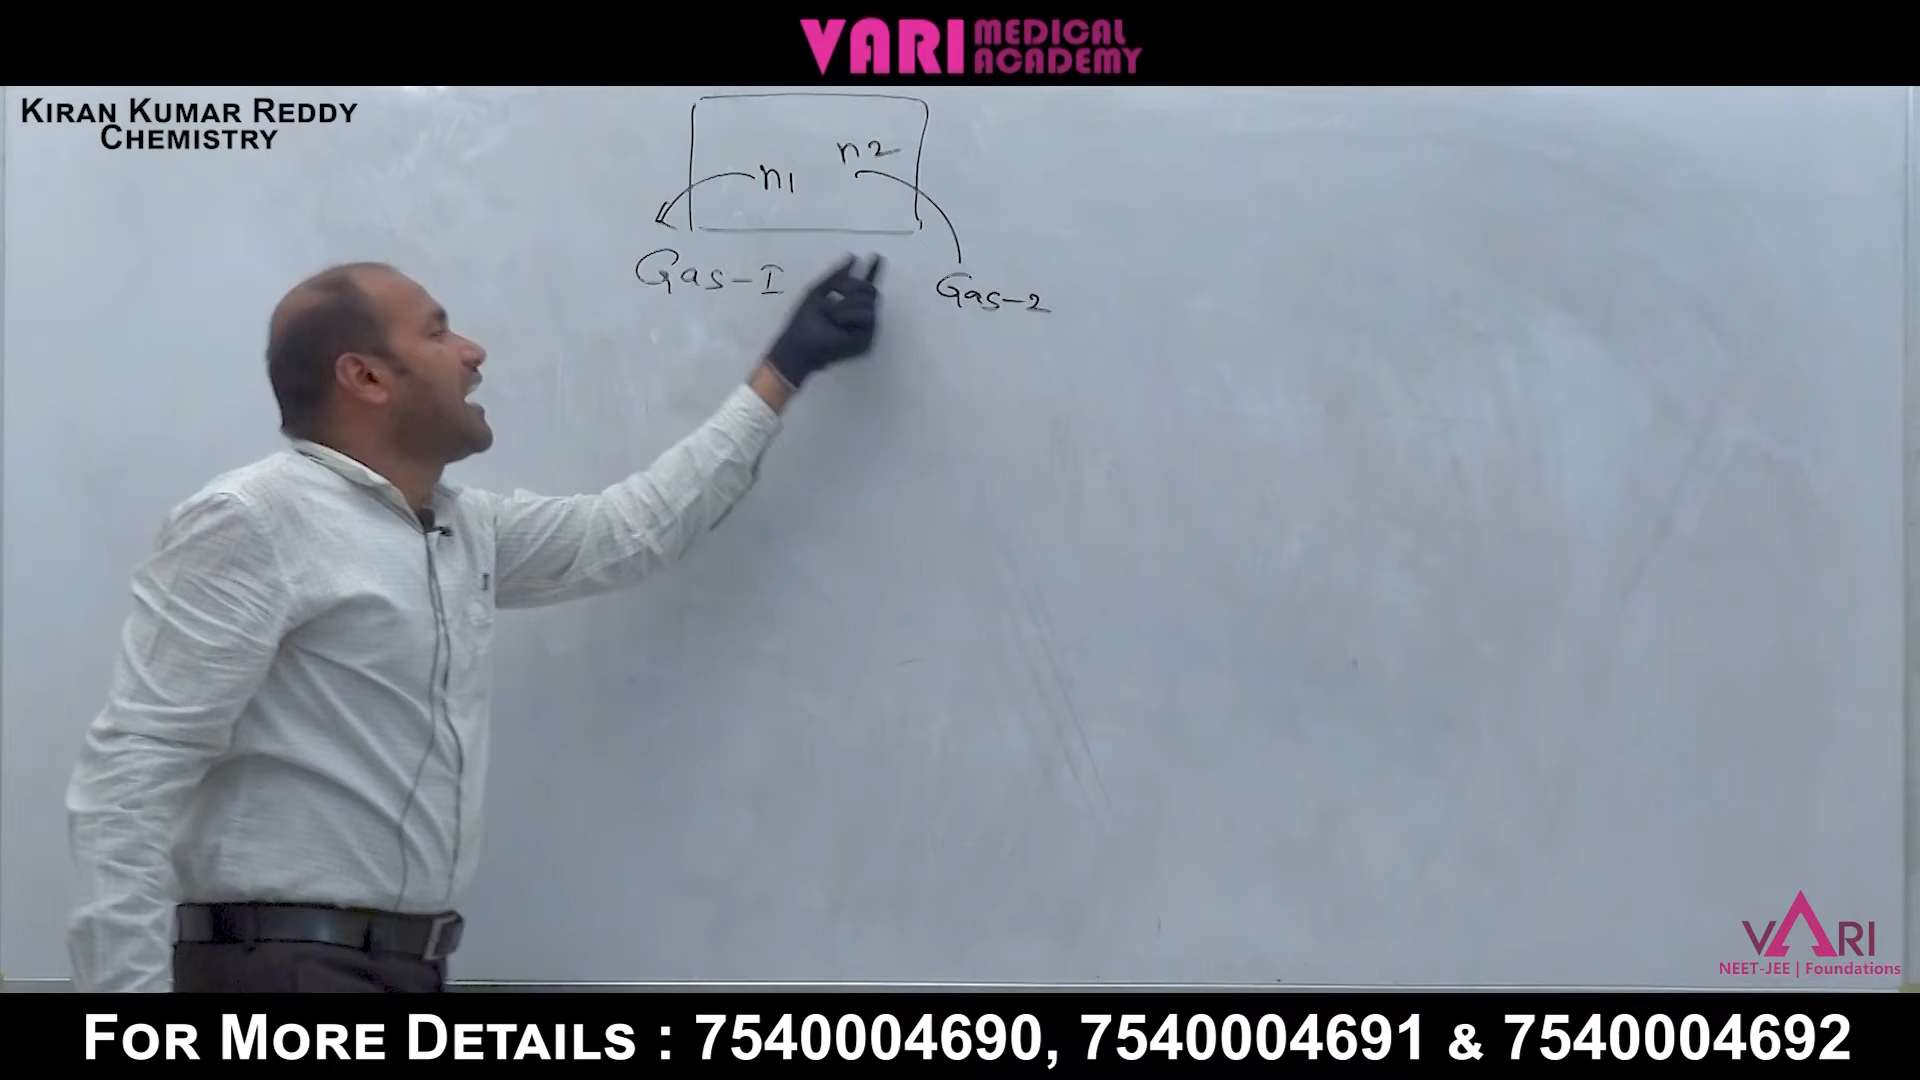 VARI MEDICAL ACADEMY
KIRAN KUMAR REDDY
CHEMISTRY
n2
n1
Gas-I
Gas-2
VARI
NEET-JEE | Foundations
FOR MORE DETAILS : 7540004690, 7540004691 & 7540004692